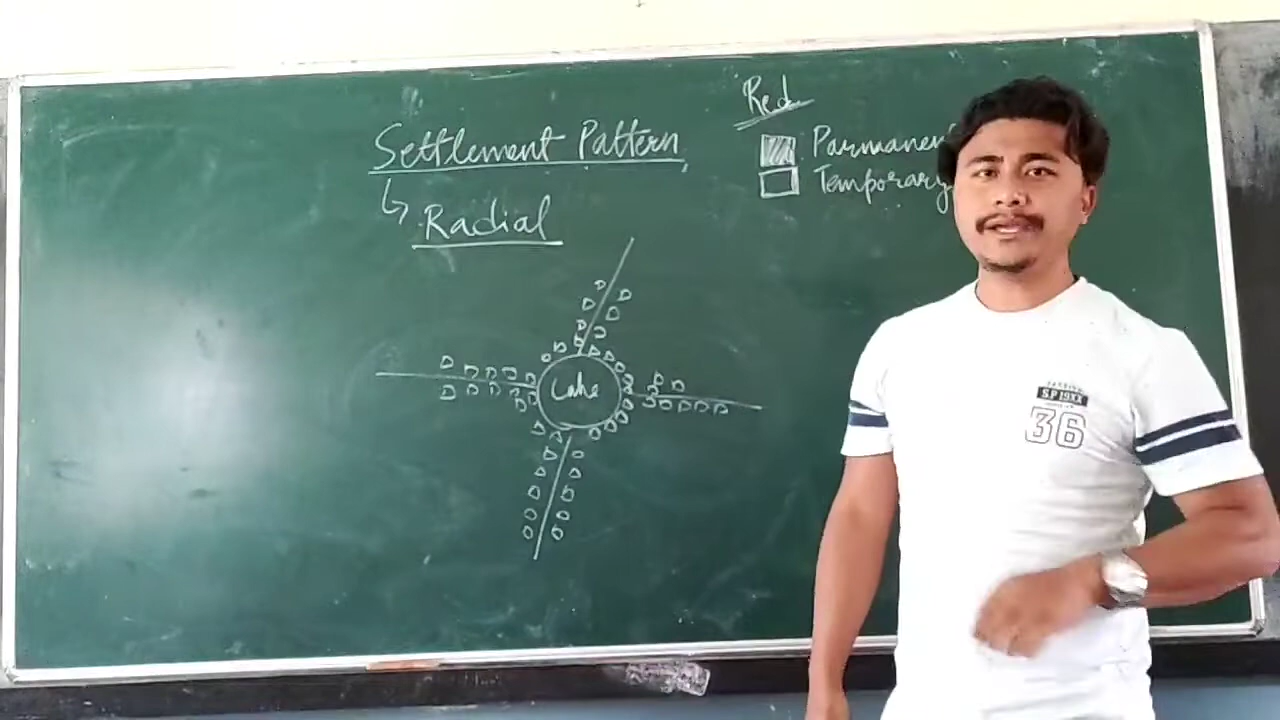 Settlement Pattern
Radial
Red
Parmanen
Temporary
Lake
SP 19XX
36